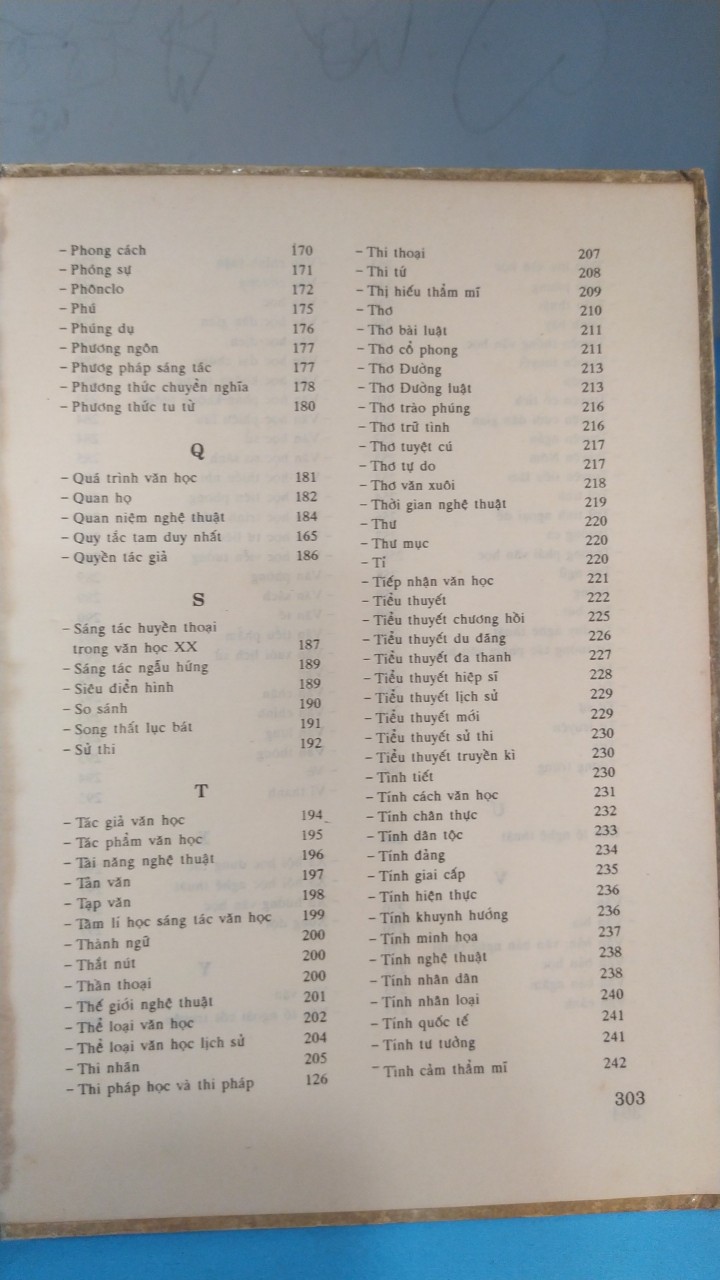 – Phong cách 170
– Phóng sự 171
– Phônclo 172
– Phú 175
– Phúng dụ 176
– Phương ngôn 177
– Phươg pháp sáng tác 177
– Phương thức chuyển nghĩa 178
– Phương thức tu từ 180
Q
– Quá trình văn học 181
– Quan họ 182
– Quan niệm nghệ thuật 184
– Quy tắc tam duy nhất 165
– Quyền tác giả 186
S
– Sáng tác huyền thoại
trong văn học XX 187
– Sáng tác ngẫu hứng 189
– Siêu điển hình 189
– So sánh 190
– Song thất lục bát 191
– Sử thi 192
T
– Tác giả văn học 194
– Tác phẩm văn học 195
– Tài năng nghệ thuật 196
– Tản văn 197
– Tạp văn 198
– Tâm lí học sáng tác văn học 199
– Thành ngữ 200
– Thắt nút 200
– Thần thoại 200
– Thế giới nghệ thuật 201
– Thể loại văn học 202
– Thể loại văn học lịch sử 204
– Thi nhãn 205
– Thi pháp học và thi pháp 126
– Thi thoại 207
– Thi tứ 208
– Thị hiếu thẩm mĩ 209
– Thơ 210
– Thơ bài luật 211
– Thơ cổ phong 211
– Thơ Đường 213
– Thơ Đường luật 213
– Thơ trào phúng 216
– Thơ trữ tình 216
– Thơ tuyệt cú 217
– Thơ tự do 217
– Thơ văn xuôi 218
– Thời gian nghệ thuật 219
– Thư 220
– Thư mục 220
– Tỉ 220
– Tiếp nhận văn học 221
– Tiểu thuyết 222
– Tiểu thuyết chương hồi 225
– Tiểu thuyết du đãng 226
– Tiểu thuyết đa thanh 227
– Tiểu thuyết hiệp sĩ 228
– Tiểu thuyết lịch sử 229
– Tiểu thuyết mới 229
– Tiểu thuyết sử thi 230
– Tiểu thuyết truyền kì 230
– Tình tiết 230
– Tính cách văn học 231
– Tính chân thực 232
– Tính dân tộc 233
– Tính đảng 234
– Tính giai cấp 235
– Tính hiện thực 236
– Tính khuynh hướng 236
– Tính minh họa 237
– Tính nghệ thuật 238
– Tính nhân dân 238
– Tính nhân loại 240
– Tính quốc tế 241
– Tính tư tưởng 241
– Tình cảm thẩm mĩ 242
303